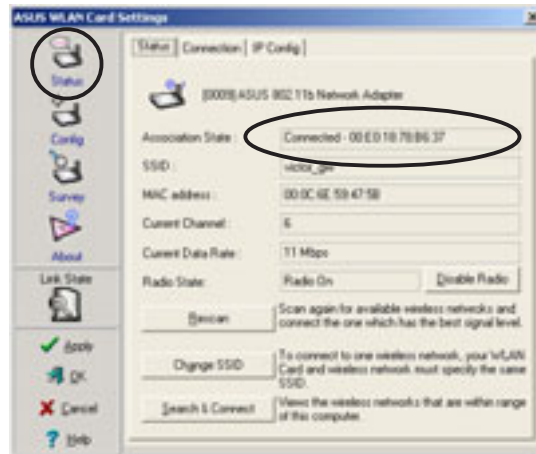 ASUS WLAN Card Settings
Status
Config
Survey
About
Link State
Apply
OK
Cancel
Help
Status Connection IP Config
[0009] ASUS 802.11b Network Adapter
Association State : Connected - 00:E0:18:78:B6:37
SSID :
MAC address : 00:0C:6E:59:47:5B
Current Channel : 6
Current Data Rate : 11 Mbps
Radio State: Radio On Disable Radio
Rescan
Scan again for available wireless networks and
connect the one which has the best signal level.
Change SSID
To connect to one wireless network, your WLAN
Card and wireless network must specify the same
SSID.
Search & Connect
Views the wireless networks that are within range
of this computer.